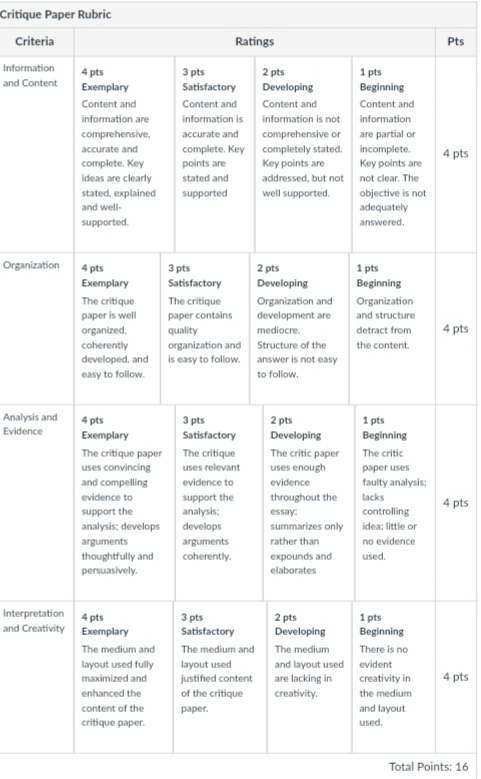 Critique Paper Rubric
Criteria
Ratings
Pts
Information
and Content
4 pts
Exemplary
Content and
information are
comprehensive,
accurate and
complete. Key
ideas are clearly
stated, explained
and well-
supported.
3 pts
Satisfactory
Content and
information is
accurate and
complete. Key
points are
stated and
supported
2 pts
Developing
Content and
information is not
comprehensive or
completely stated.
Key points are
addressed, but not
well supported.
1 pts
Beginning
Content and
information
are partial or
incomplete.
Key points are
not clear. The
objective is not
adequately
answered.
4 pts
Organization
4 pts
Exemplary
The critique
paper is well
organized,
coherently
developed, and
easy to follow.
3 pts
Satisfactory
The critique
paper contains
quality
organization and
is easy to follow.
2 pts
Developing
Organization and
development are
mediocre.
Structure of the
answer is not easy
to follow.
1 pts
Beginning
Organization
and structure
detract from
the content.
4 pts
Analysis and
Evidence
4 pts
Exemplary
The critique paper
uses convincing
and compelling
evidence to
support the
analysis; develops
arguments
thoughtfully and
persuasively.
3 pts
Satisfactory
The critique
uses relevant
evidence to
support the
analysis;
develops
arguments
coherently.
2 pts
Developing
The critic paper
uses enough
evidence
throughout the
essay;
summarizes only
rather than
expounds and
elaborates
1 pts
Beginning
The critic
paper uses
faulty analysis;
lacks
controlling
idea; little or
no evidence
used.
4 pts
Interpretation
and Creativity
4 pts
Exemplary
The medium and
layout used fully
maximized and
enhanced the
content of the
critique paper.
3 pts
Satisfactory
The medium and
layout used
justified content
of the critique
paper.
2 pts
Developing
The medium
and layout used
are lacking in
creativity.
1 pts
Beginning
There is no
evident
creativity in
the medium
and layout
used.
4 pts
Total Points: 16